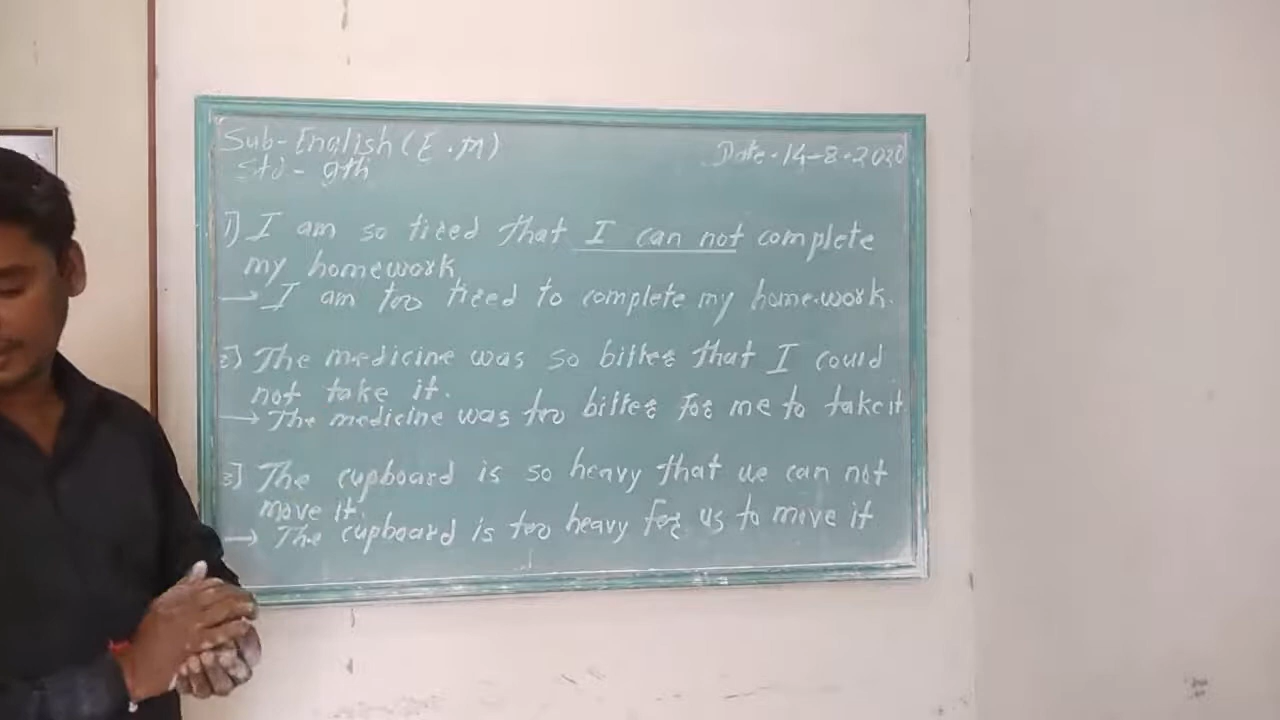 Sub-English (E.M)
Date-14-8-2020
Std-9th
1) I am so tired that I can not complete
my homework
→ I am too tired to complete my homework.
2) The medicine was so bitter that I could
not take it.
→ The medicine was too bitter for me to take it
3) The cupboard is so heavy that we can not
move it.
→ The cupboard is too heavy for us to move it